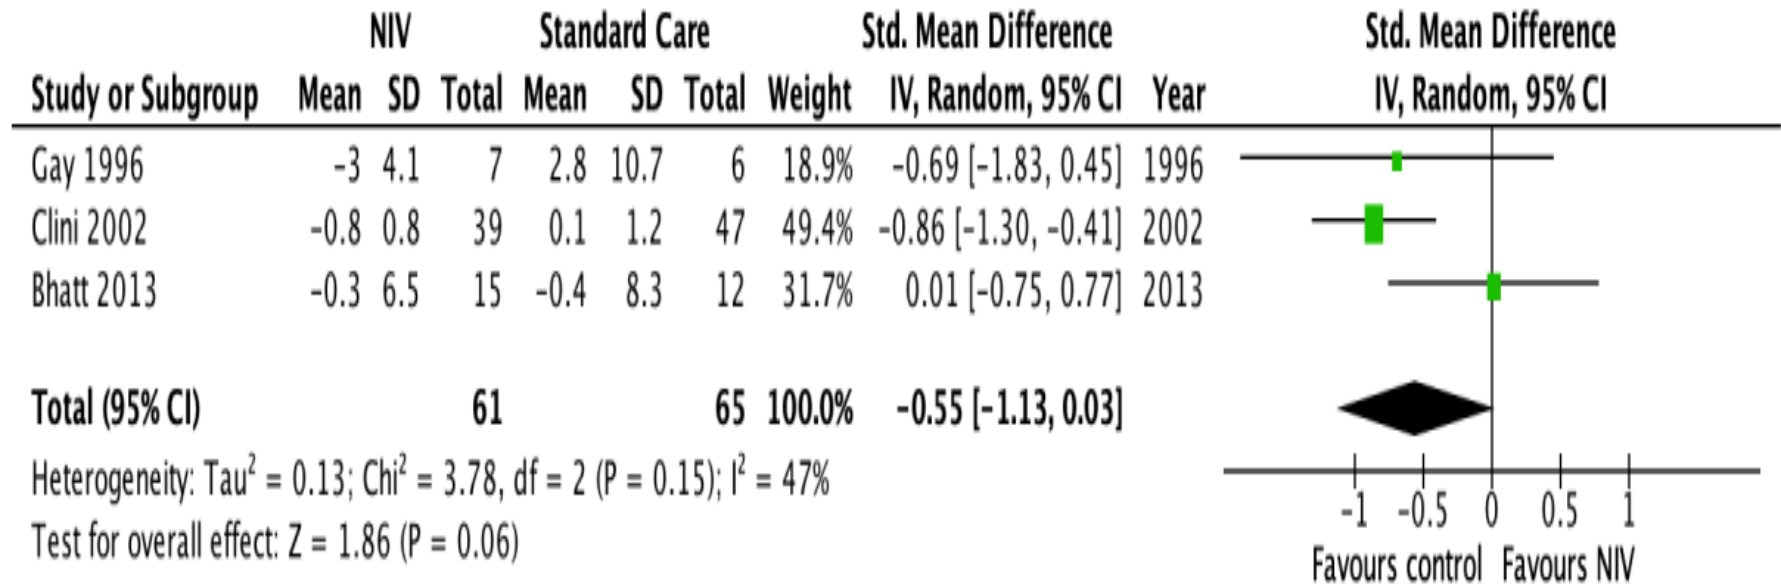 NIV Standard Care Std. Mean Difference Std. Mean Difference
Study or Subgroup Mean SD Total Mean SD Total Weight IV, Random, 95% CI Year IV, Random, 95% CI
Gay 1996 −3 4.1 7 2.8 10.7 6 18.9% −0.69 [−1.83, 0.45] 1996
Clini 2002 −0.8 0.8 39 0.1 1.2 47 49.4% −0.86 [−1.30, −0.41] 2002
Bhatt 2013 −0.3 6.5 15 −0.4 8.3 12 31.7% 0.01 [−0.75, 0.77] 2013
Total (95% CI) 61 65 100.0% −0.55 [−1.13, 0.03]
Heterogeneity: Tau² = 0.13; Chi² = 3.78, df = 2 (P = 0.15); I² = 47%
Test for overall effect: Z = 1.86 (P = 0.06)
−1 −0.5 0 0.5 1
Favours control Favours NIV